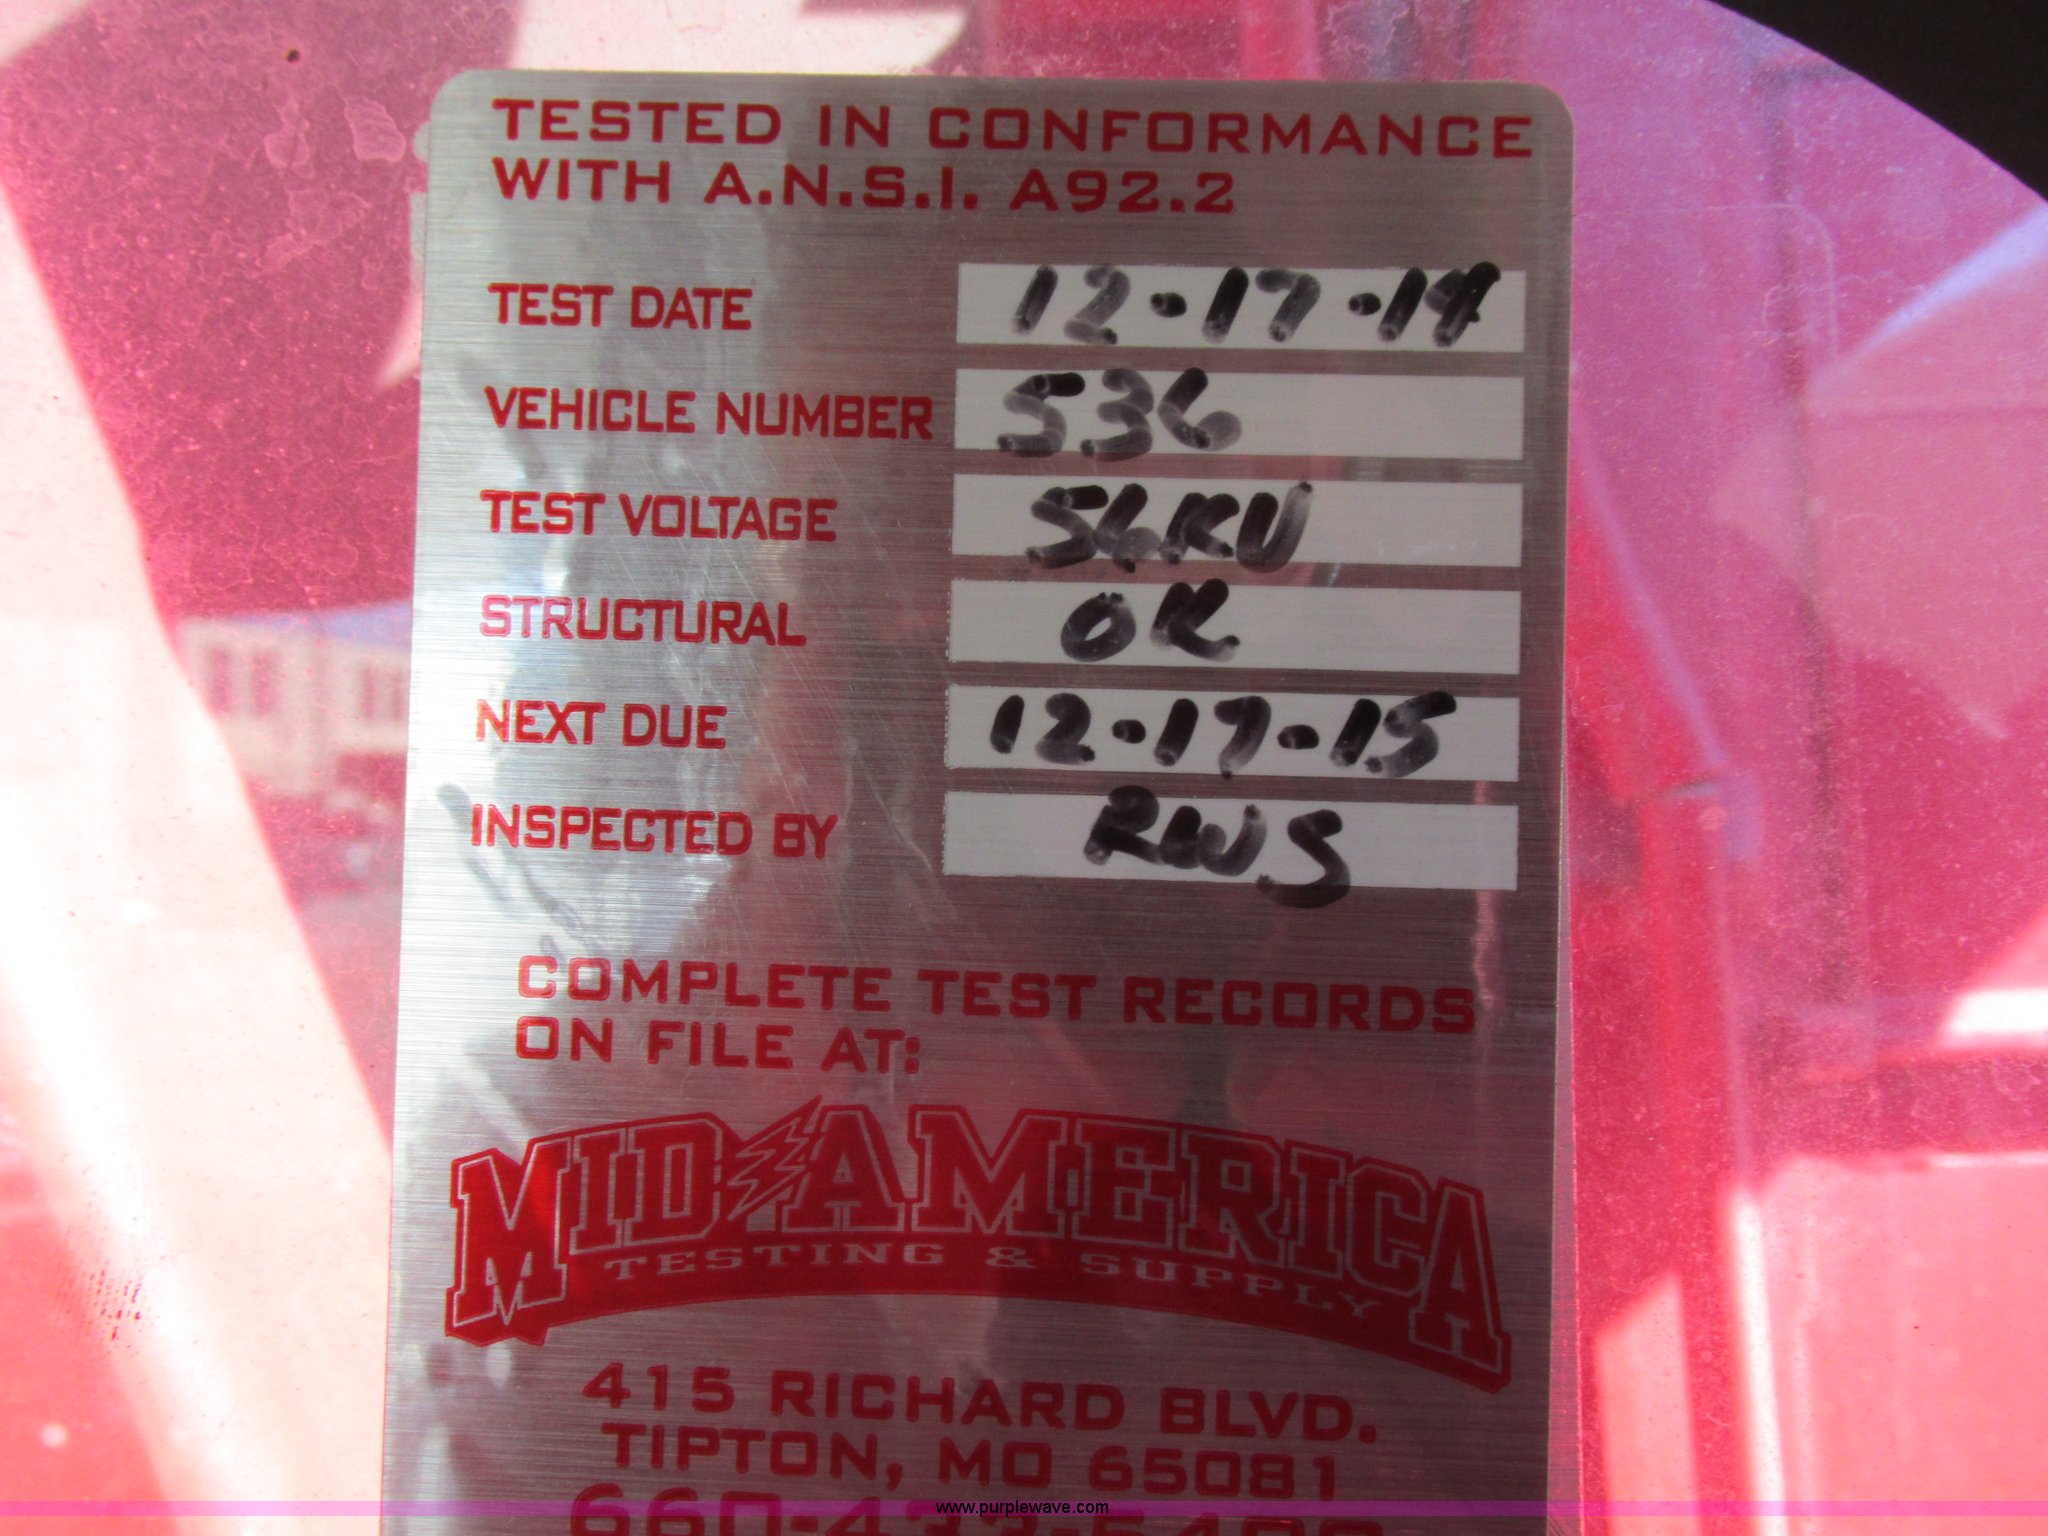 TESTED IN CONFORMANCE
WITH A.N.S.I. A92.2
TEST DATE 12-17-14
VEHICLE NUMBER 536
TEST VOLTAGE 56KU
STRUCTURAL OK
NEXT DUE 12-17-15
INSPECTED BY RWS
COMPLETE TEST RECORDS
ON FILE AT:
MID AMERICA
TESTING & SUPPLY
415 RICHARD BLVD.
TIPTON, MO 65081
www.purplewave.com